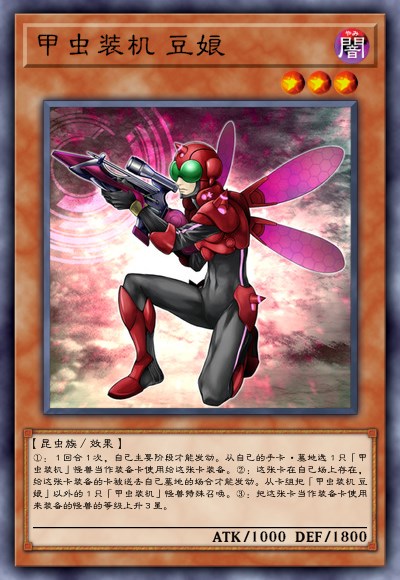 甲虫装机 豆娘
やみ
闇
【昆虫族／效果】
①：1回合1次，自己主要阶段才能发动。从自己的手卡·墓地选1只「甲
虫装机」怪兽当作装备卡使用给这张卡装备。②：这张卡在自己场上存在，
给这张卡装备的卡被送去自己墓地的场合才能发动。从卡组把「甲虫装机 豆
娘」以外的1只「甲虫装机」怪兽特殊召唤。③：把这张卡当作装备卡使用
来装备的怪兽的等级上升3星。
ATK/1000 DEF/1800